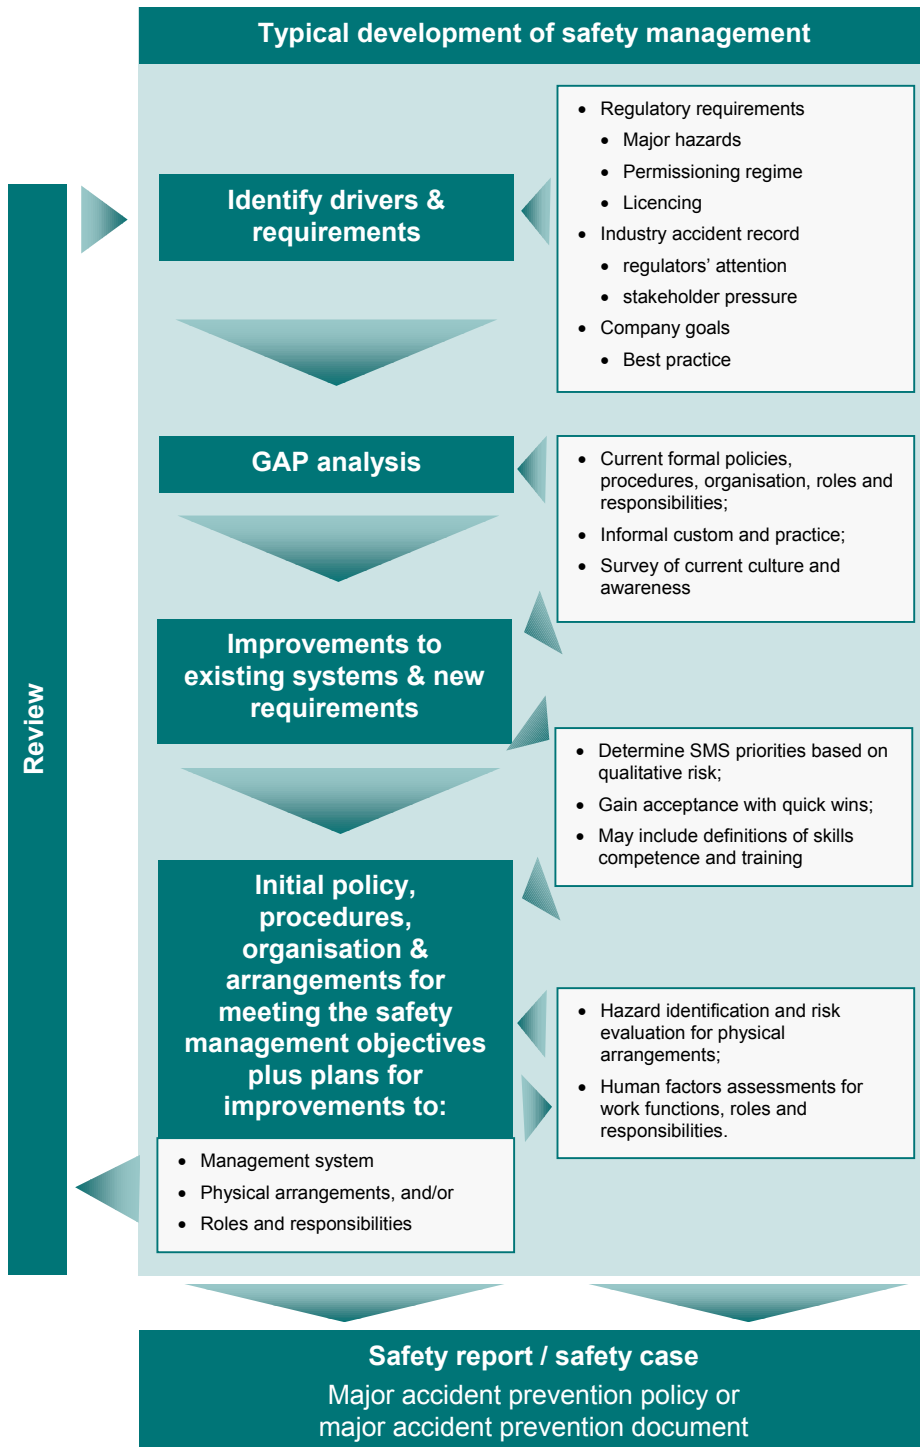 Typical development of safety management
Review
Identify drivers &
requirements
• Regulatory requirements
• Major hazards
• Permissioning regime
• Licencing
• Industry accident record
• regulators' attention
• stakeholder pressure
• Company goals
• Best practice
GAP analysis
• Current formal policies,
procedures, organisation, roles and
responsibilities;
• Informal custom and practice;
• Survey of current culture and
awareness
Improvements to
existing systems & new
requirements
• Determine SMS priorities based on
qualitative risk;
• Gain acceptance with quick wins;
• May include definitions of skills
competence and training
Initial policy,
procedures,
organisation &
arrangements for
meeting the safety
management objectives
plus plans for
improvements to:
• Management system
• Physical arrangements, and/or
• Roles and responsibilities
• Hazard identification and risk
evaluation for physical
arrangements;
• Human factors assessments for
work functions, roles and
responsibilities.
Safety report / safety case
Major accident prevention policy or
major accident prevention document